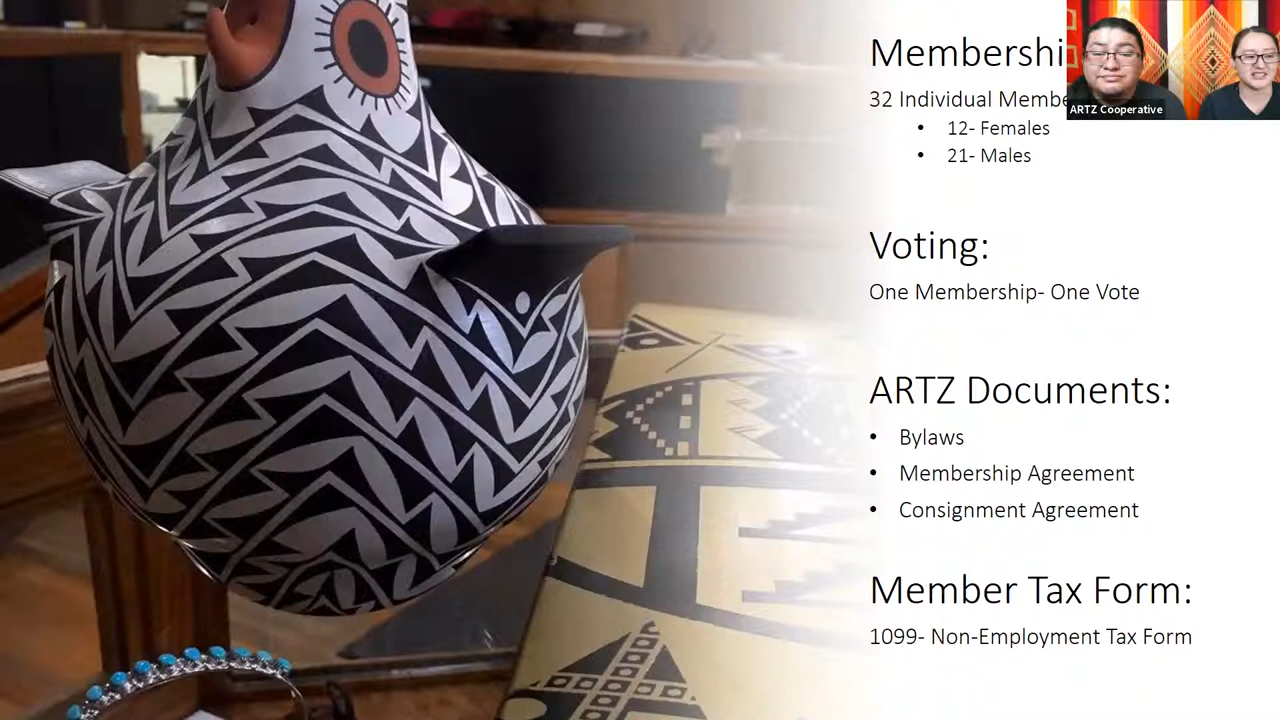 Membershi
32 Individual Membe
• 12- Females
• 21- Males
Voting:
One Membership- One Vote
ARTZ Documents:
• Bylaws
• Membership Agreement
• Consignment Agreement
Member Tax Form:
1099- Non-Employment Tax Form
ARTZ Cooperative